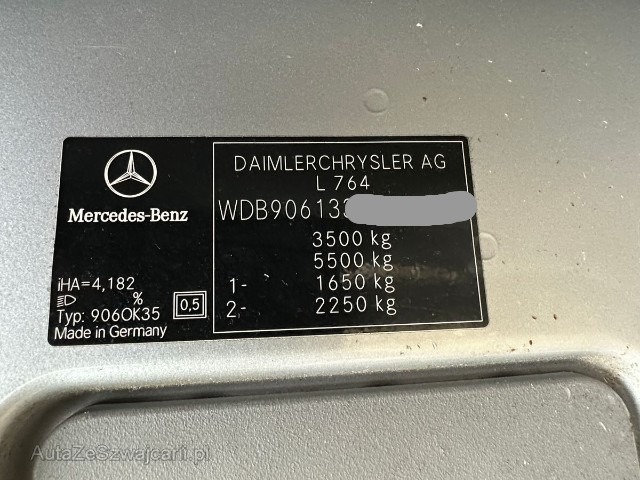 DAIMLERCHRYSLER AG
L 764
WDB906133
3500 kg
5500 kg
1- 1650 kg
2- 2250 kg
Mercedes-Benz
iHA=4,182
%
0,5
Typ: 906OK35
Made in Germany
AutaZeSzwajcarii.pl